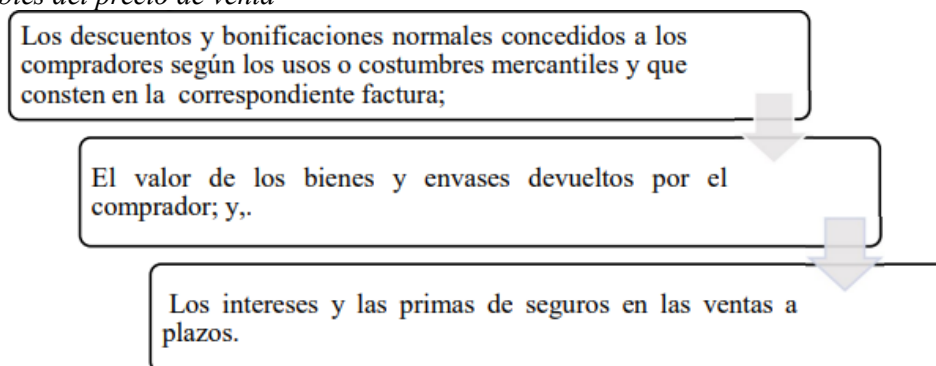 del precio de venta
Los descuentos y bonificaciones normales concedidos a los
compradores según los usos o costumbres mercantiles y que
consten en la correspondiente factura;
El valor de los bienes y envases devueltos por el
comprador; y,.
Los intereses y las primas de seguros en las ventas a
plazos.